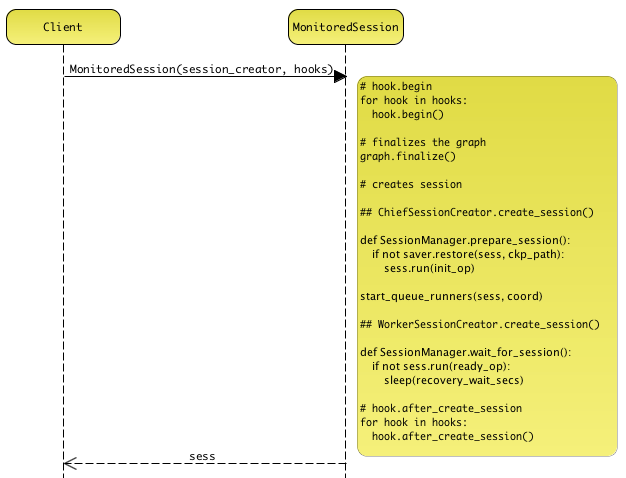 Client
MonitoredSession
MonitoredSession(session_creator, hooks)
# hook.begin
for hook in hooks:
  hook.begin()
# finalizes the graph
graph.finalize()
# creates session
## ChiefSessionCreator.create_session()
def SessionManager.prepare_session():
    if not saver.restore(sess, ckp_path):
        sess.run(init_op)
start_queue_runners(sess, coord)
## WorkerSessionCreator.create_session()
def SessionManager.wait_for_session():
    if not sess.run(ready_op):
        sleep(recovery_wait_secs)
# hook.after_create_session
for hook in hooks:
  hook.after_create_session()
sess